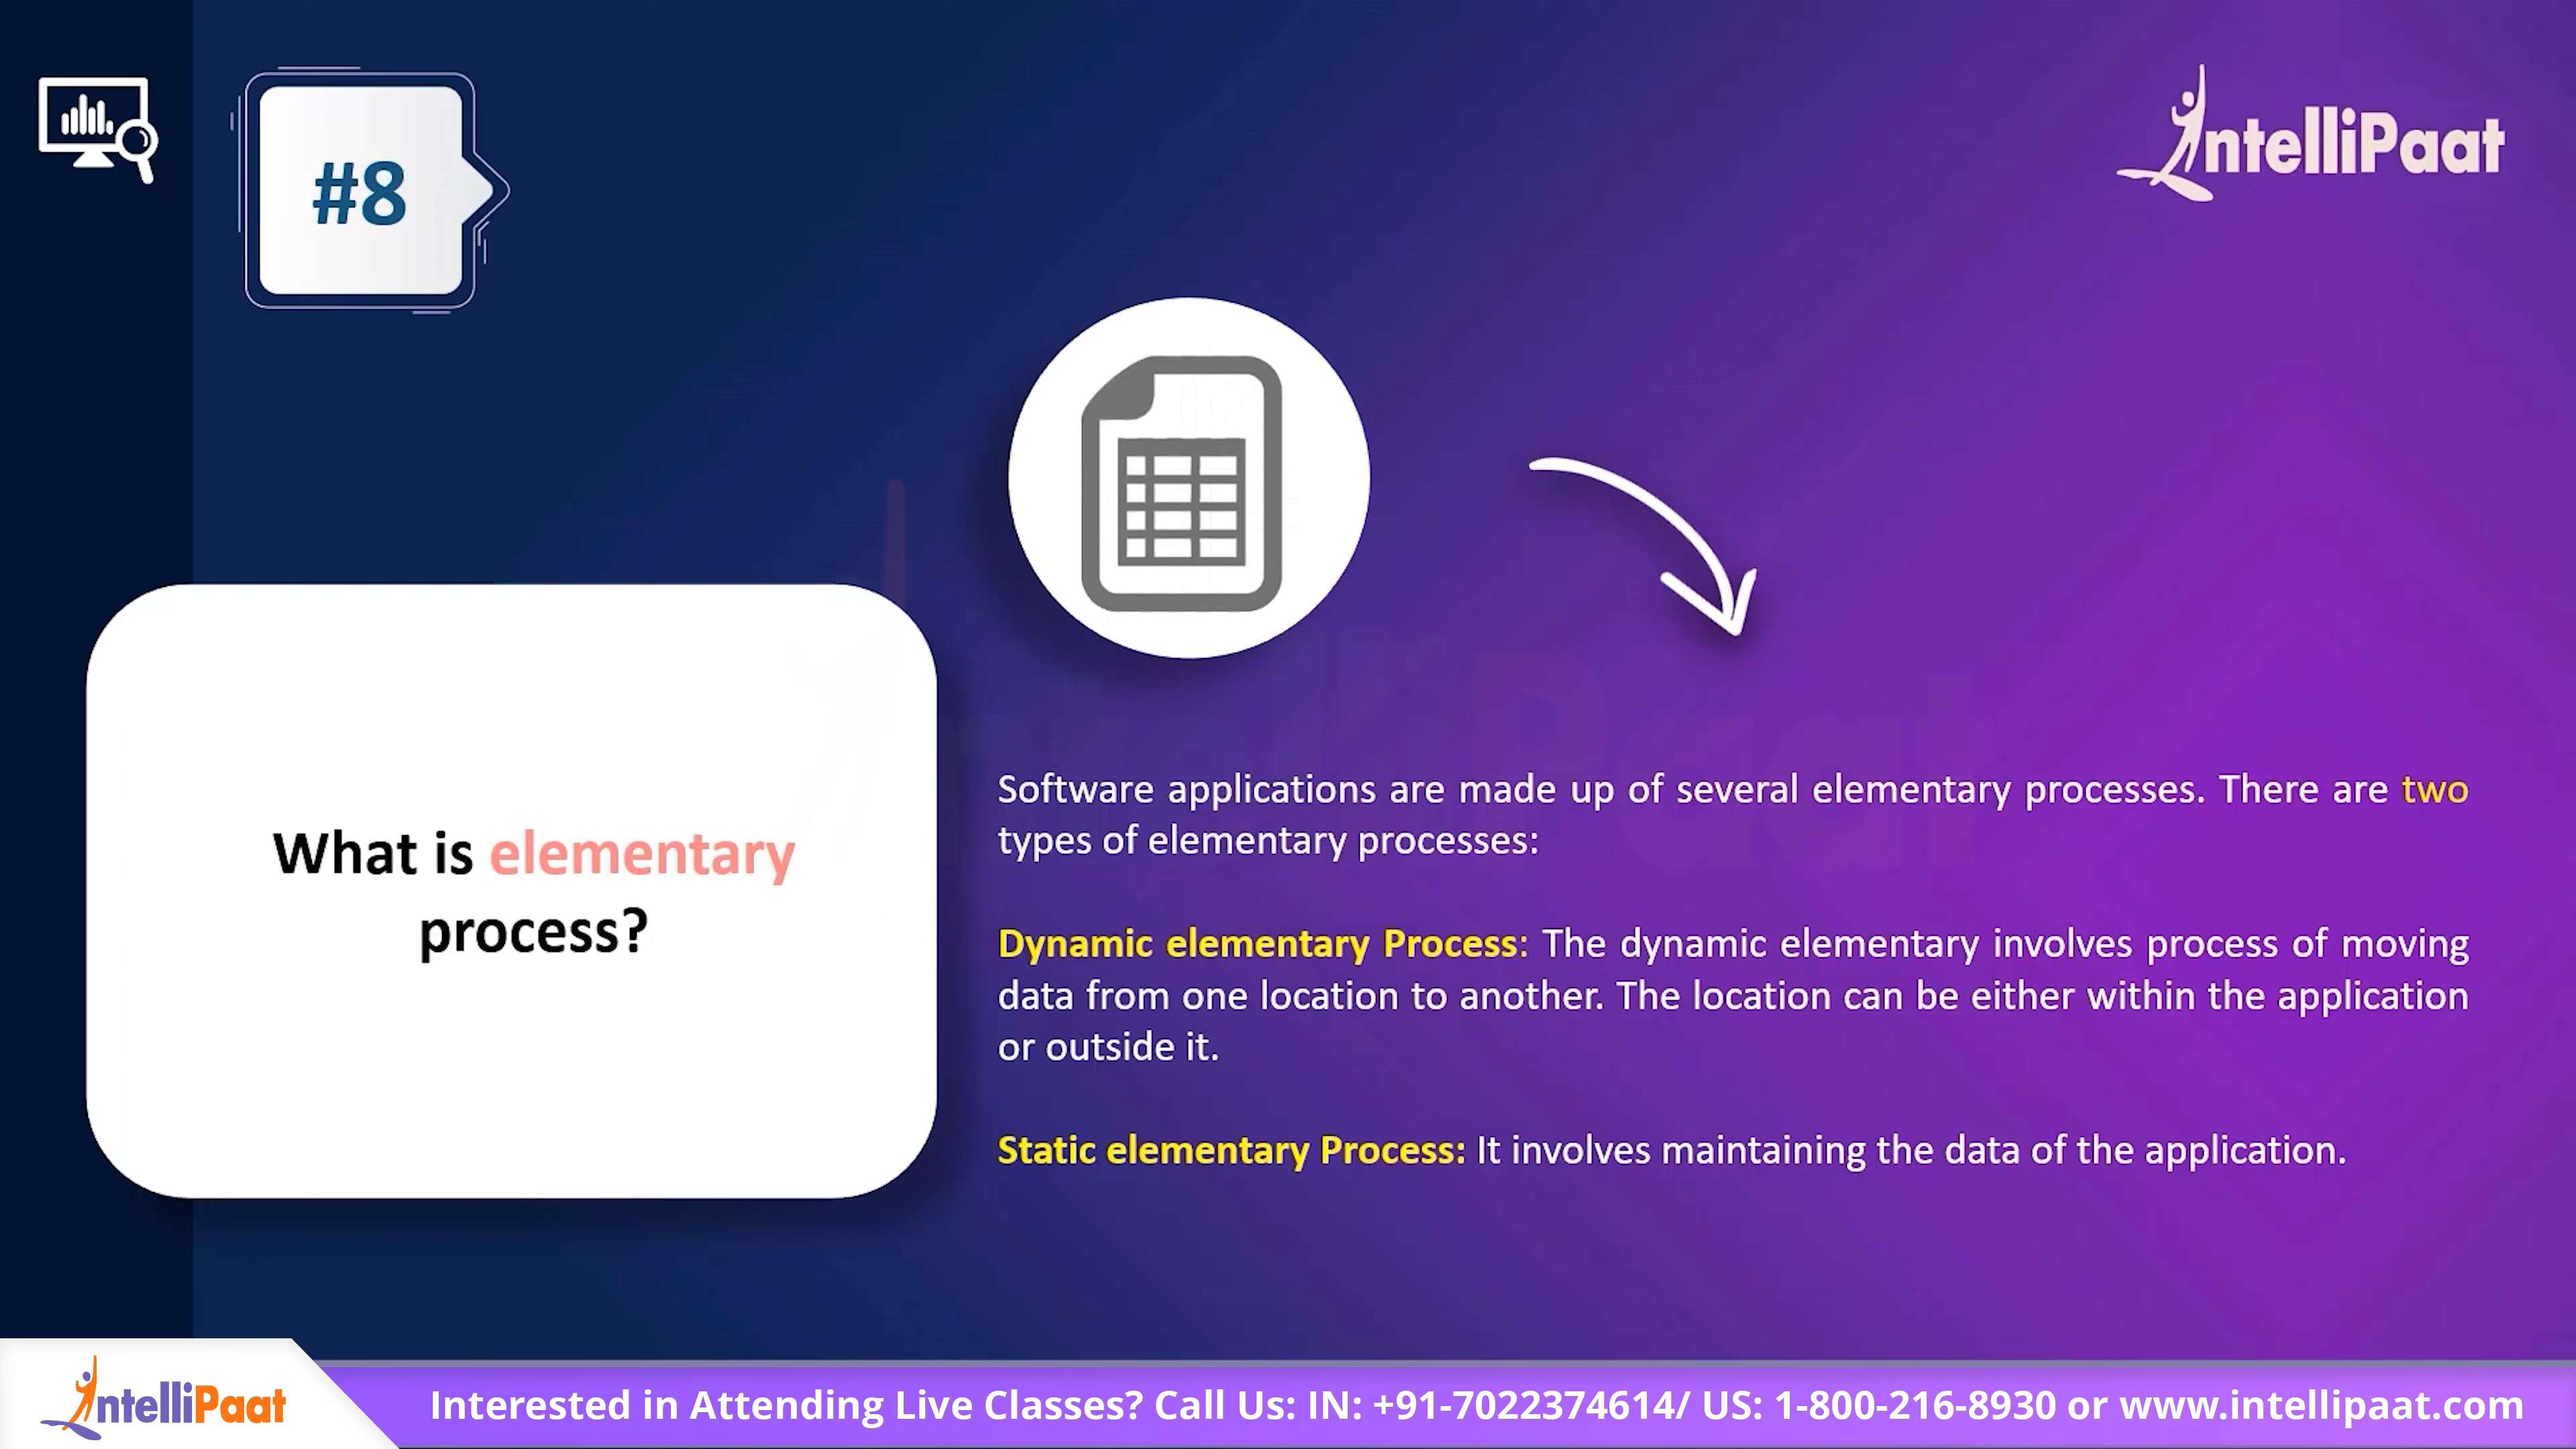 #8
IntelliPaat
What is elementary
process?
Software applications are made up of several elementary processes. There are two
types of elementary processes:
Dynamic elementary Process: The dynamic elementary involves process of moving
data from one location to another. The location can be either within the application
or outside it.
Static elementary Process: It involves maintaining the data of the application.
IntelliPaat
IntelliPaat
Interested in Attending Live Classes? Call Us: IN: +91-7022374614/ US: 1-800-216-8930 or www.intellipaat.com